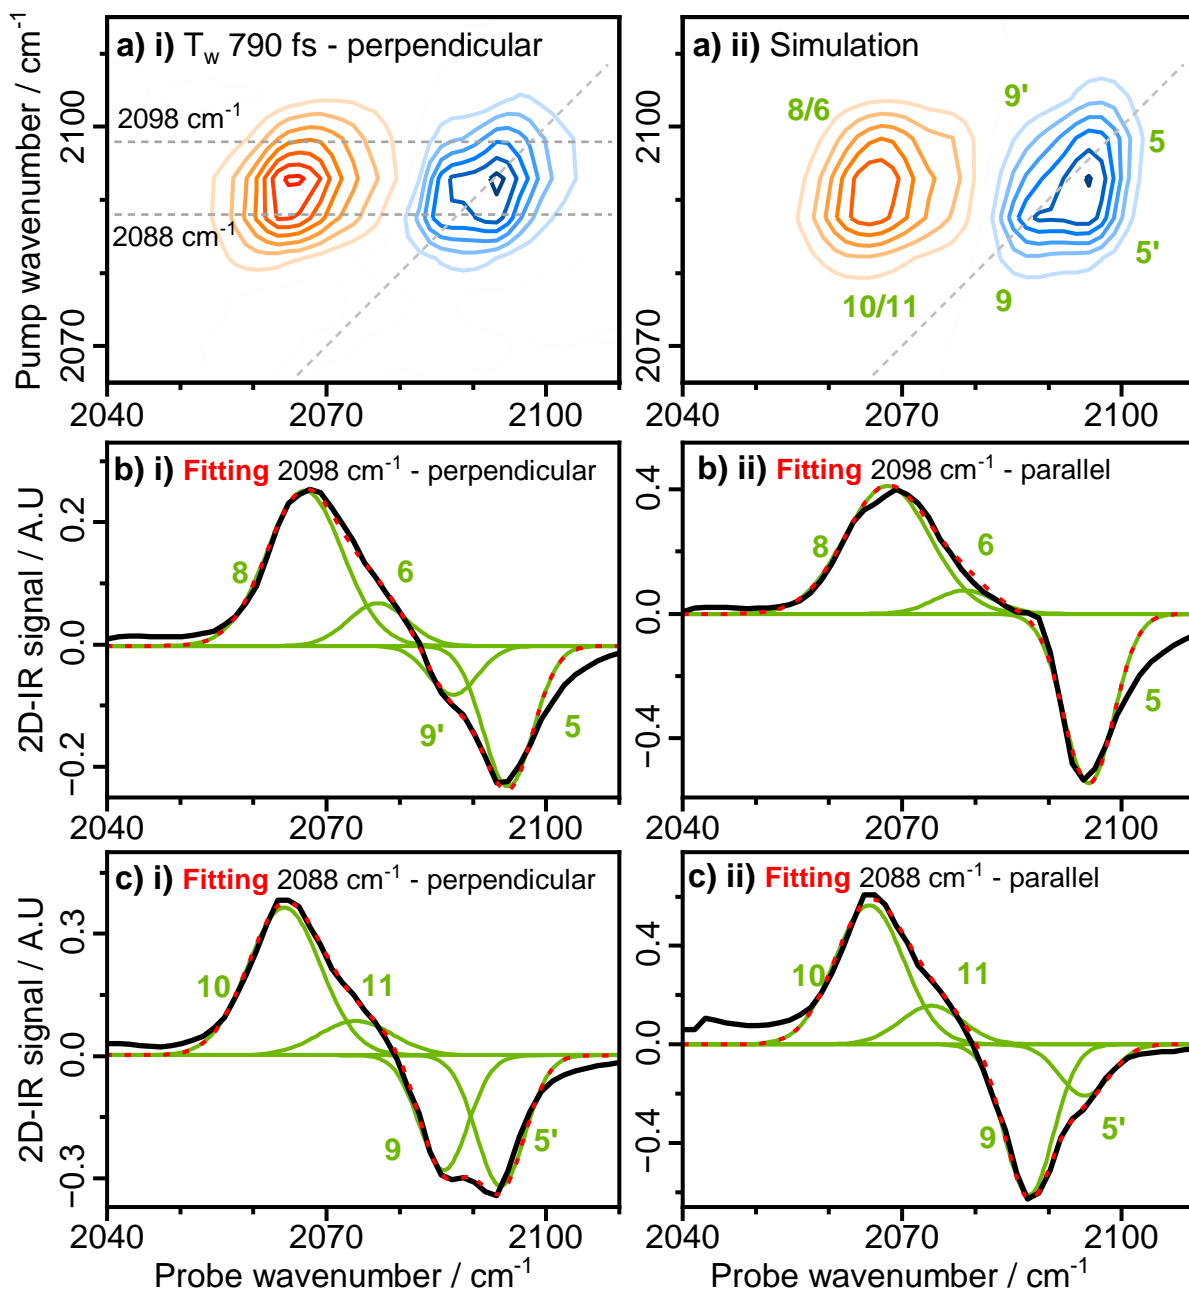 a) i) Tw 790 fs - perpendicular
2098 cm-1
2088 cm-1
Pump wavenumber / cm-1
2100
2070
2040 2070 2100
a) ii) Simulation
8/6
9'
5
5'
9
10/11
2100
2070
2040 2070 2100
b) i) Fitting 2098 cm-1 - perpendicular
8
6
9'
5
2D-IR signal / A.U
0.2
0.0
−0.2
2040 2070 2100
b) ii) Fitting 2098 cm-1 - parallel
8
6
5
0.4
0.0
−0.4
2040 2070 2100
c) i) Fitting 2088 cm-1 - perpendicular
10
11
9
5'
2D-IR signal / A.U
0.3
0.0
−0.3
2040 2070 2100
Probe wavenumber / cm-1
c) ii) Fitting 2088 cm-1 - parallel
10
11
9
5'
0.4
0.0
−0.4
2040 2070 2100
Probe wavenumber / cm-1